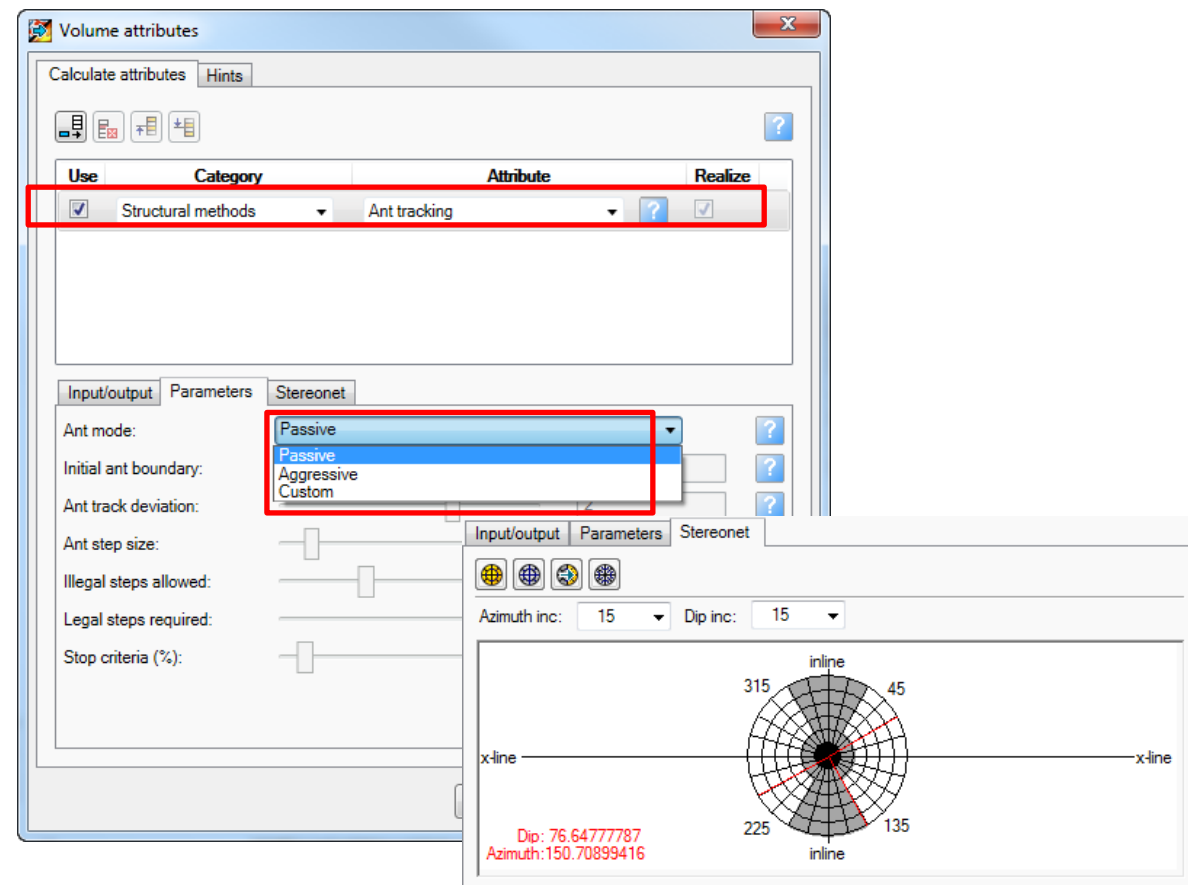 Volume attributes
x
Calculate attributes Hints
?
Use Category Attribute Realize
Structural methods Ant tracking ?
Input/output Parameters Stereonet
Ant mode: Passive ?
Passive
Initial ant boundary: ?
Aggressive
Custom
Ant track deviation: 2 ?
Ant step size:
Illegal steps allowed:
Legal steps required:
Stop criteria (%):
Input/output Parameters Stereonet
Azimuth inc: 15 Dip inc: 15
inline
315 45
x-line x-line
225 135
Dip: 76.64777787
Azimuth:150.70899416
inline